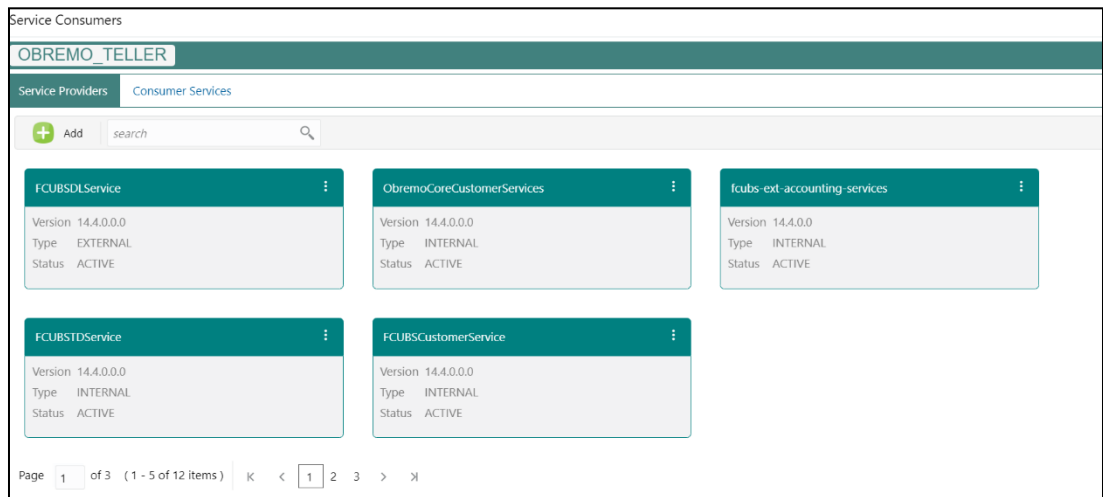 Service Consumers
OBREMO_TELLER
Service Providers Consumer Services
Add search
FCUBSDLService
Version 14.4.0.0.0
Type EXTERNAL
Status ACTIVE
ObremoCoreCustomerServices
Version 14.4.0.0.0
Type INTERNAL
Status ACTIVE
fcubs-ext-accounting-services
Version 14.4.0.0
Type INTERNAL
Status ACTIVE
FCUBSTDService
Version 14.4.0.0.0
Type INTERNAL
Status ACTIVE
FCUBSCustomerService
Version 14.4.0.0.0
Type INTERNAL
Status ACTIVE
Page 1 of 3 (1 - 5 of 12 items) 1 2 3